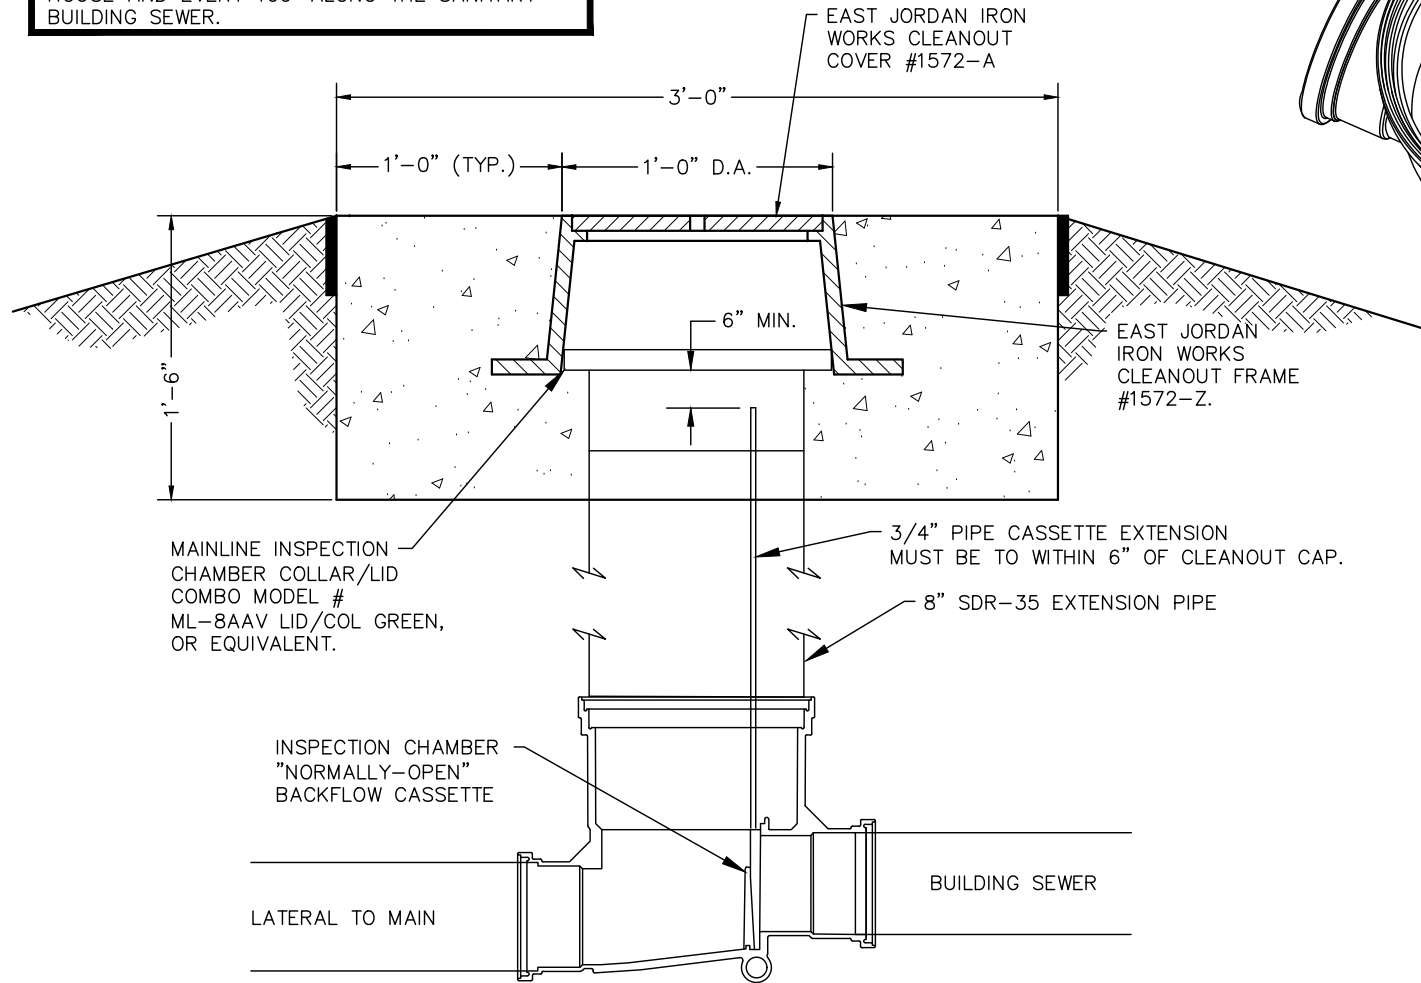 BUILDING SEWER.
EAST JORDAN IRON
WORKS CLEANOUT
COVER #1572-A
3'-0"
1'-0" (TYP.)
1'-0" D.A.
6" MIN.
EAST JORDAN
IRON WORKS
CLEANOUT FRAME
#1572-Z.
1'-6"
MAINLINE INSPECTION
CHAMBER COLLAR/LID
COMBO MODEL #
ML-8AAV LID/COL GREEN,
OR EQUIVALENT.
3/4" PIPE CASSETTE EXTENSION
MUST BE TO WITHIN 6" OF CLEANOUT CAP.
8" SDR-35 EXTENSION PIPE
INSPECTION CHAMBER
"NORMALLY-OPEN"
BACKFLOW CASSETTE
BUILDING SEWER
LATERAL TO MAIN